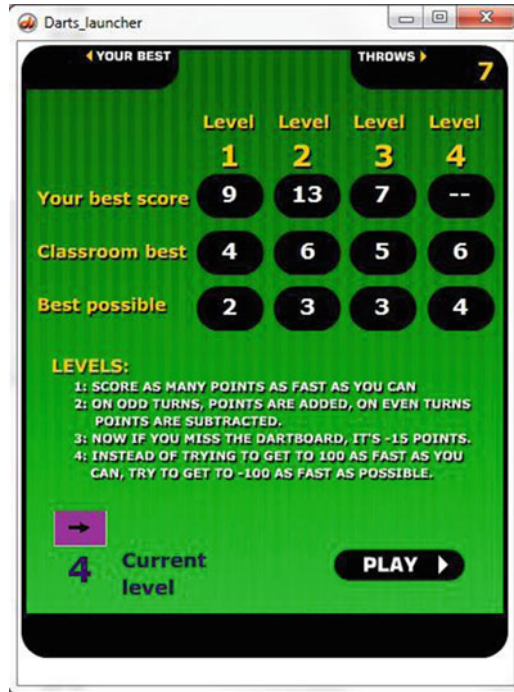 Darts_launcher
YOUR BEST
THROWS
7
Level Level Level Level
1 2 3 4
Your best score 9 13 7 --
Classroom best 4 6 5 6
Best possible 2 3 3 4
LEVELS:
1: SCORE AS MANY POINTS AS FAST AS YOU CAN
2: ON ODD TURNS, POINTS ARE ADDED, ON EVEN TURNS
POINTS ARE SUBTRACTED.
3: NOW IF YOU MISS THE DARTBOARD, IT'S -15 POINTS.
4: INSTEAD OF TRYING TO GET TO 100 AS FAST AS YOU
CAN, TRY TO GET TO -100 AS FAST AS POSSIBLE.
4 Current
level
PLAY